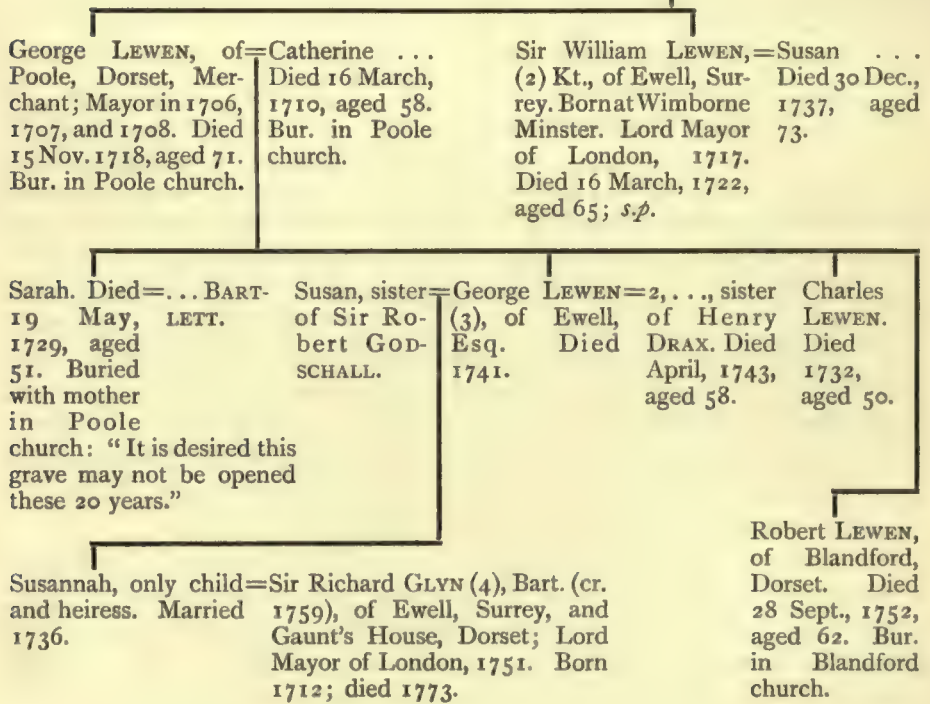 George LEWEN, of=Catherine ...
Poole, Dorset, Mer- Died 16 March,
chant; Mayor in 1706, 1710, aged 58.
1707, and 1708. Died Bur. in Poole
15 Nov. 1718, aged 71. church.
Bur. in Poole church.
Sir William LEWEN,=Susan ...
(2) Kt., of Ewell, Sur- Died 30 Dec.,
rey. Born at Wimborne 1737, aged
Minster. Lord Mayor 73.
of London, 1717.
Died 16 March, 1722,
aged 65; s.p.
Sarah. Died=... BART-
19 May, LETT.
1729, aged
51. Buried
with mother
in Poole
church: “It is desired this
grave may not be opened
these 20 years.”
Susan, sister=George LEWEN=2, ..., sister
of Sir Ro- (3), of Ewell, of Henry
bert GOD- Esq. Died DRAX. Died
SCHALL. 1741. April, 1743,
aged 58.
Charles
LEWEN.
Died
1732,
aged 50.
Robert LEWEN,
of Blandford,
Dorset. Died
28 Sept., 1752,
aged 62. Bur.
in Blandford
church.
Susannah, only child=Sir Richard GLYN (4), Bart. (cr.
and heiress. Married 1759), of Ewell, Surrey, and
1736. Gaunt's House, Dorset; Lord
Mayor of London, 1751. Born
1712; died 1773.